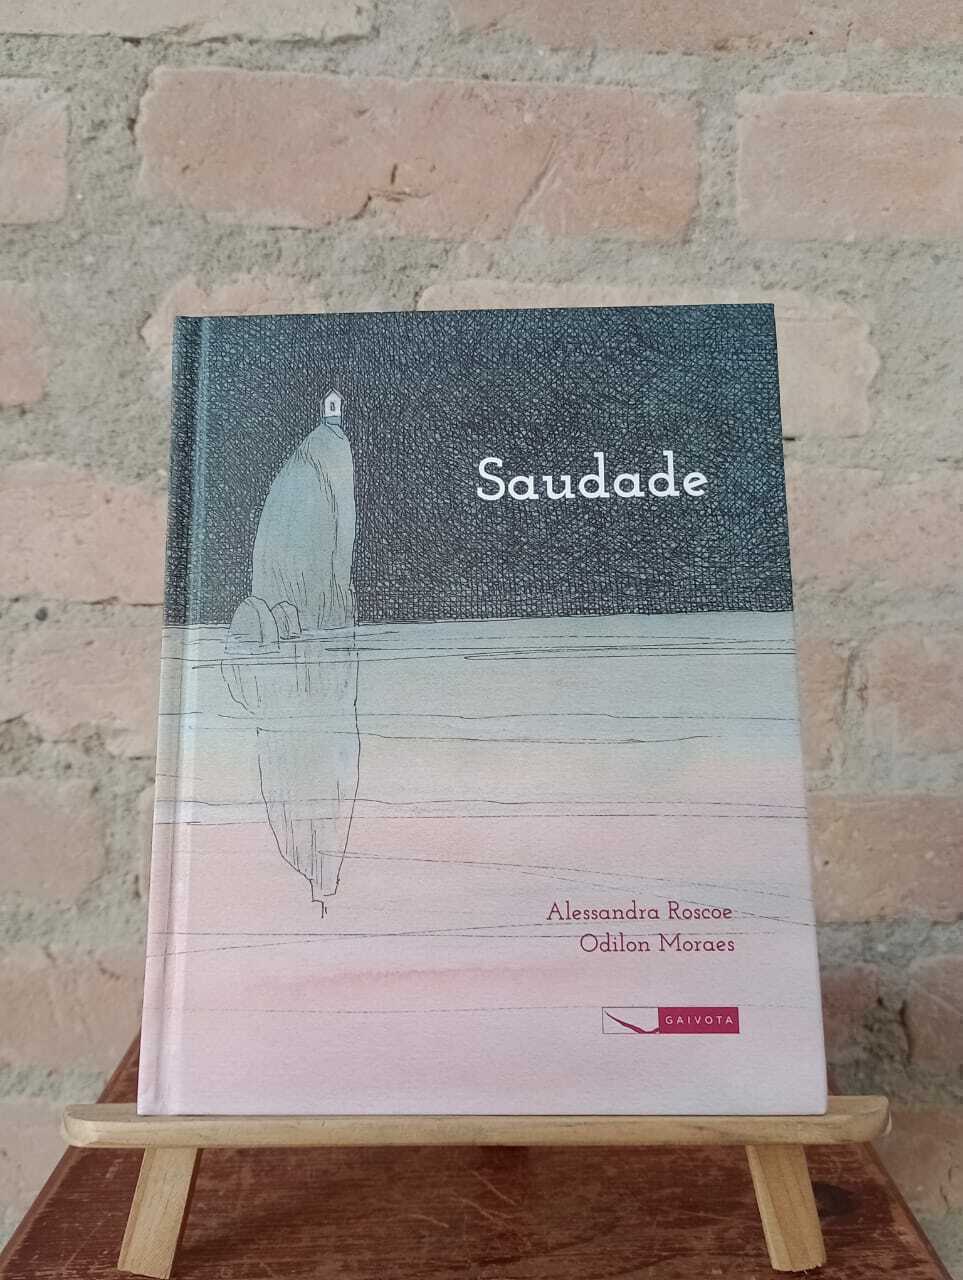 Saudade
Alessandra Roscoe
Odilon Moraes
GAIVOTA